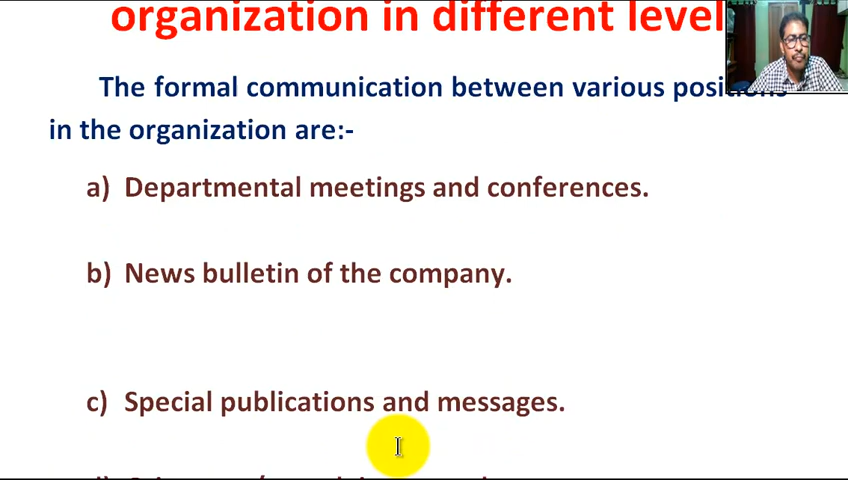 organization in different level
The formal communication between various positions
in the organization are:-
a) Departmental meetings and conferences.
b) News bulletin of the company.
c) Special publications and messages.